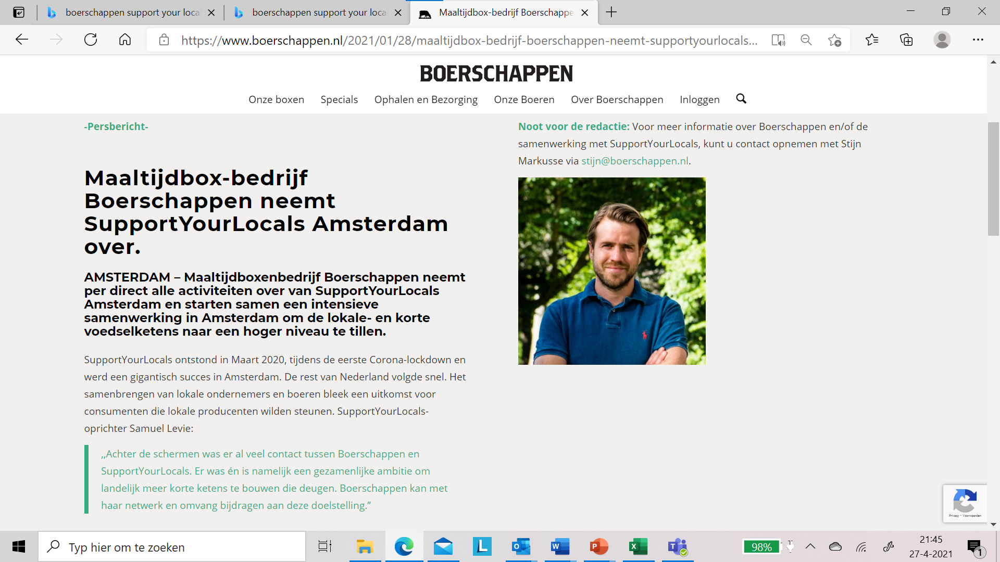 boerschappen support your loca
boerschappen support your loca
Maaltijdbox-bedrijf Boerschappe
https://www.boerschappen.nl/2021/01/28/maaltijdbox-bedrijf-boerschappen-neemt-supportyourlocals...
BOERSCHAPPEN
Onze boxen Specials Ophalen en Bezorging Onze Boeren Over Boerschappen Inloggen
-Persbericht-
Maaltijdbox-bedrijf
Boerschappen neemt
SupportYourLocals Amsterdam
over.
AMSTERDAM – Maaltijdboxenbedrijf Boerschappen neemt
per direct alle activiteiten over van SupportYourLocals
Amsterdam en starten samen een intensieve
samenwerking in Amsterdam om de lokale- en korte
voedselketens naar een hoger niveau te tillen.
SupportYourLocals ontstond in Maart 2020, tijdens de eerste Corona-lockdown en
werd een gigantisch succes in Amsterdam. De rest van Nederland volgde snel. Het
samenbrengen van lokale ondernemers en boeren bleek een uitkomst voor
consumenten die lokale producenten wilden steunen. SupportYourLocals-
oprichter Samuel Levie:
,,Achter de schermen was er al veel contact tussen Boerschappen en
SupportYourLocals. Er was én is namelijk een gezamenlijke ambitie om
landelijk meer korte ketens te bouwen die deugen. Boerschappen kan met
haar netwerk en omvang bijdragen aan deze doelstelling.”
Noot voor de redactie: Voor meer informatie over Boerschappen en/of de
samenwerking met SupportYourLocals, kunt u contact opnemen met Stijn
Markusse via stijn@boerschappen.nl.
Privacy - Voorwaarden
Typ hier om te zoeken
L
O
W
P
X
T
98%
21:45
27-4-2021
1